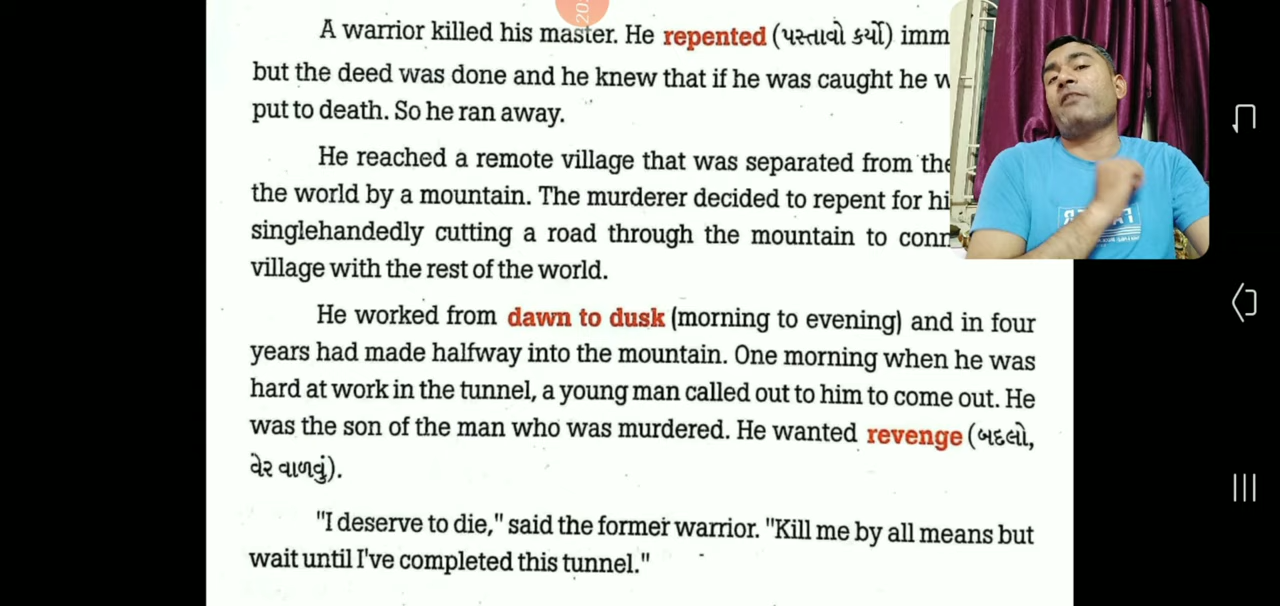 A warrior killed his master. He repented (પસ્તાવો કર્યો) imm
but the deed was done and he knew that if he was caught he w
put to death. So he ran away.
He reached a remote village that was separated from the
the world by a mountain. The murderer decided to repent for hi
singlehandedly cutting a road through the mountain to conn
village with the rest of the world.
He worked from dawn to dusk (morning to evening) and in four
years had made halfway into the mountain. One morning when he was
hard at work in the tunnel, a young man called out to him to come out. He
was the son of the man who was murdered. He wanted revenge (બદલો,
વેર વાળવું).
"I deserve to die," said the former warrior. "Kill me by all means but
wait until I've completed this tunnel."